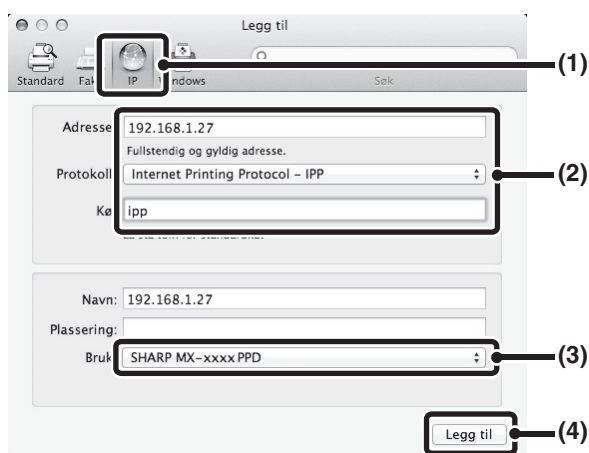 Legg til
(1)
Standard Fak IP Windows Søk
Adresse 192.168.1.27
Fullstendig og gyldig adresse.
Protokoll Internet Printing Protocol – IPP
(2)
Kø ipp
Navn: 192.168.1.27
Plassering:
Bruk SHARP MX-xxxx PPD
(3)
Legg til
(4)